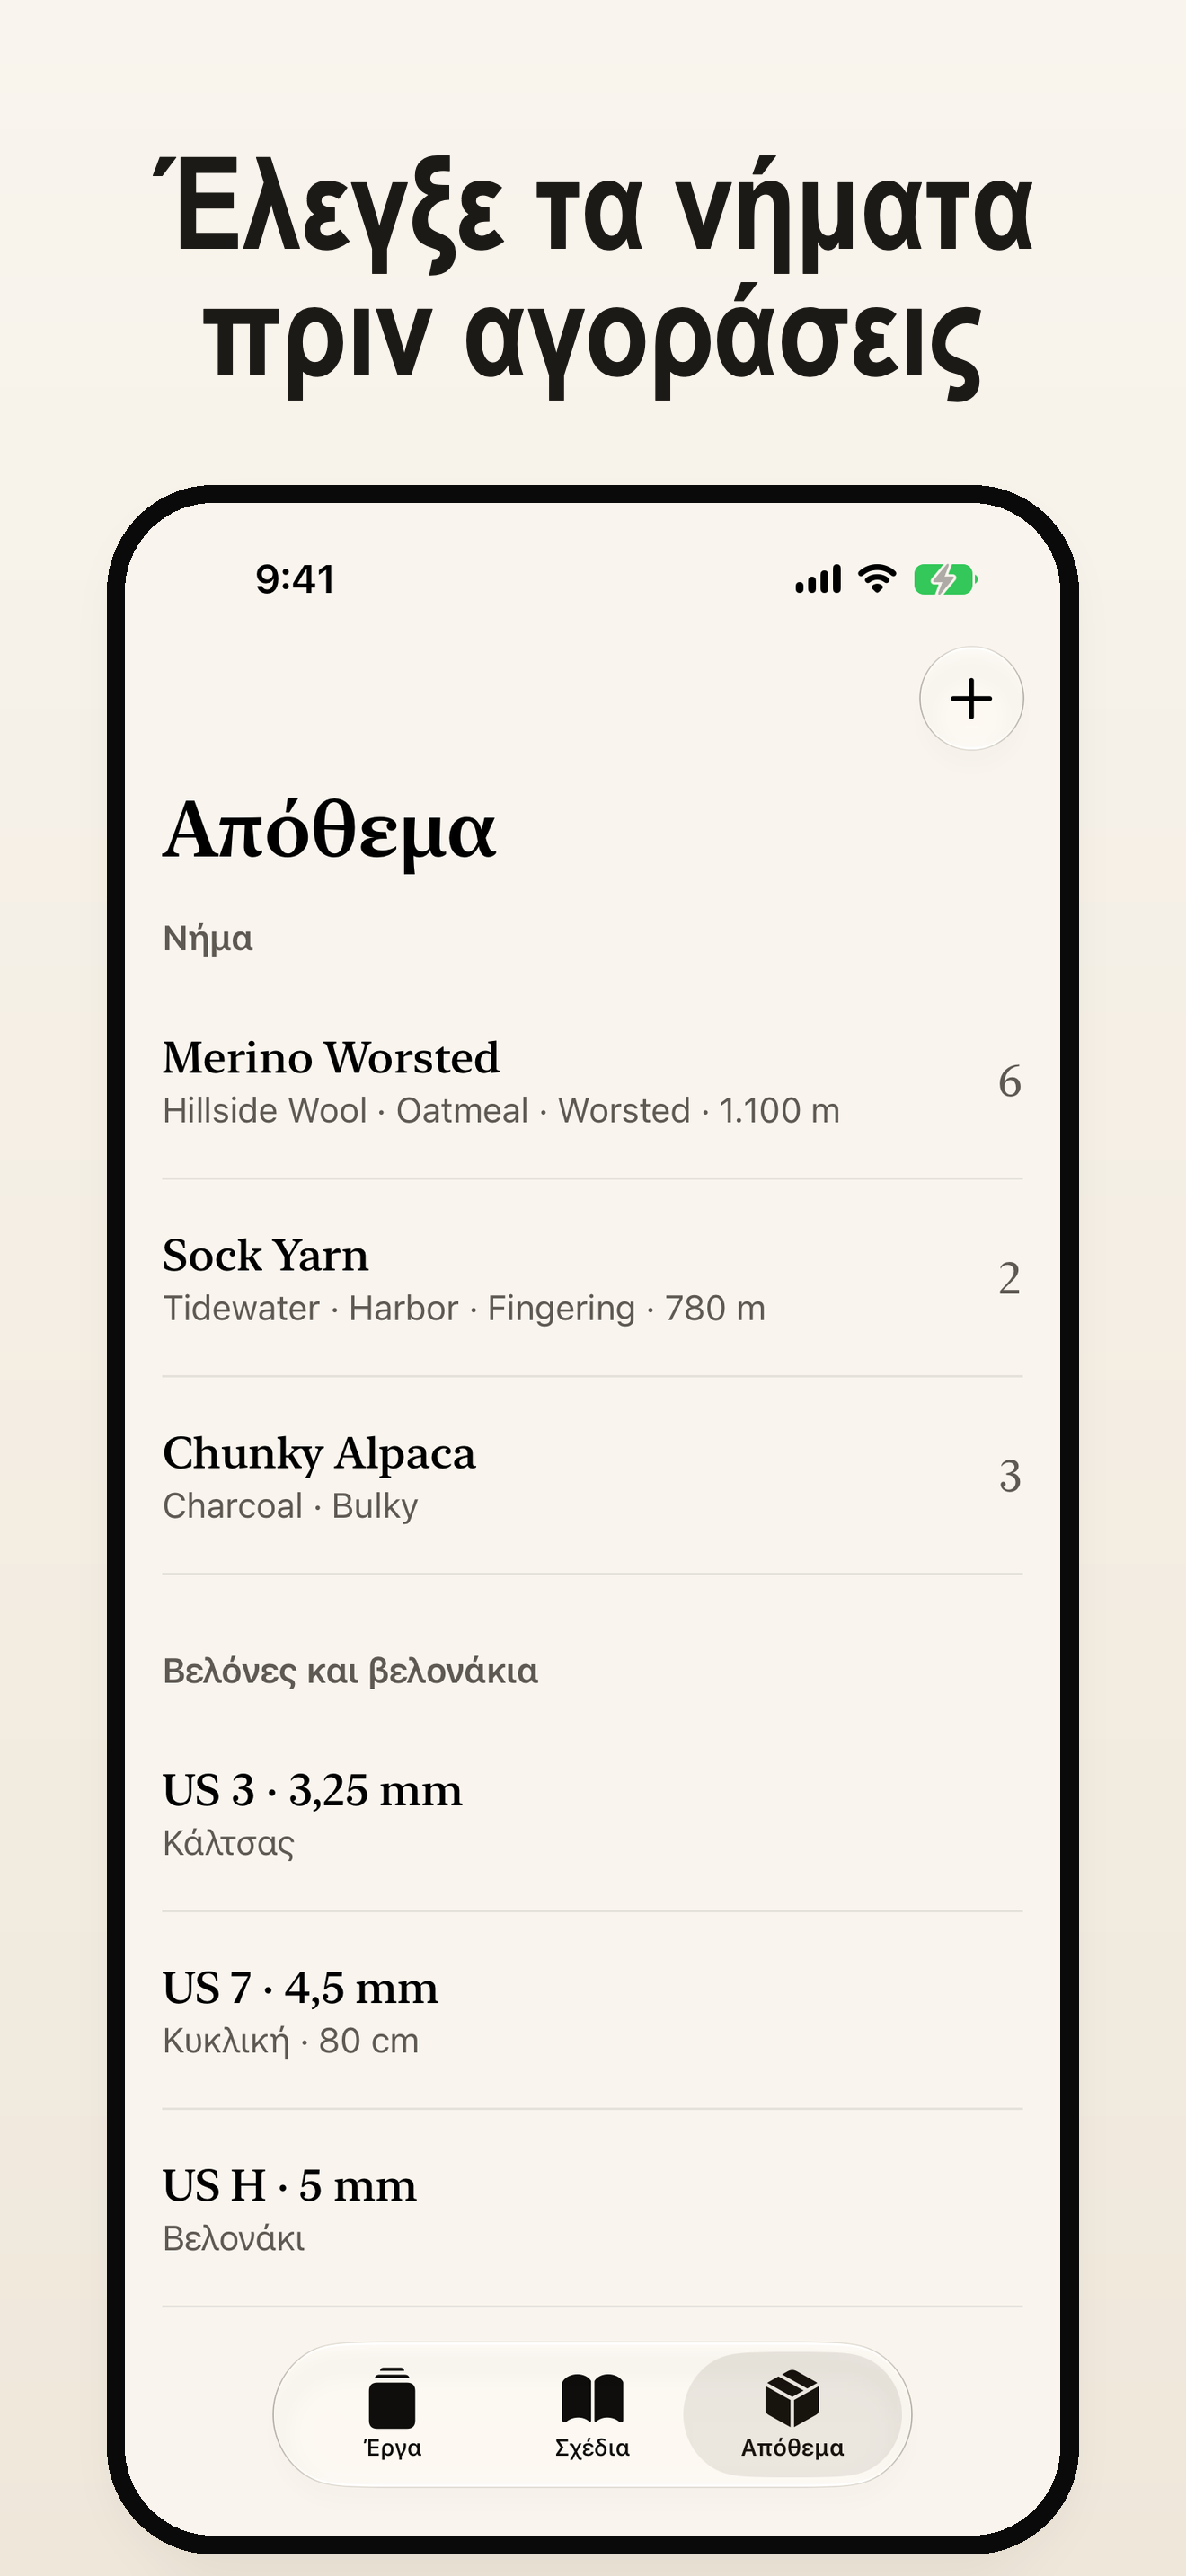 Έλεγξε τα νήματα
πριν αγοράσεις
9:41
Απόθεμα
Νήμα
Merino Worsted
6
Hillside Wool · Oatmeal · Worsted · 1.100 m
Sock Yarn
2
Tidewater · Harbor · Fingering · 780 m
Chunky Alpaca
3
Charcoal · Bulky
Βελόνες και βελονάκια
US 3 · 3,25 mm
Κάλτσας
US 7 · 4,5 mm
Κυκλική · 80 cm
US H · 5 mm
Βελονάκι
Έργα
Σχέδια
Απόθεμα